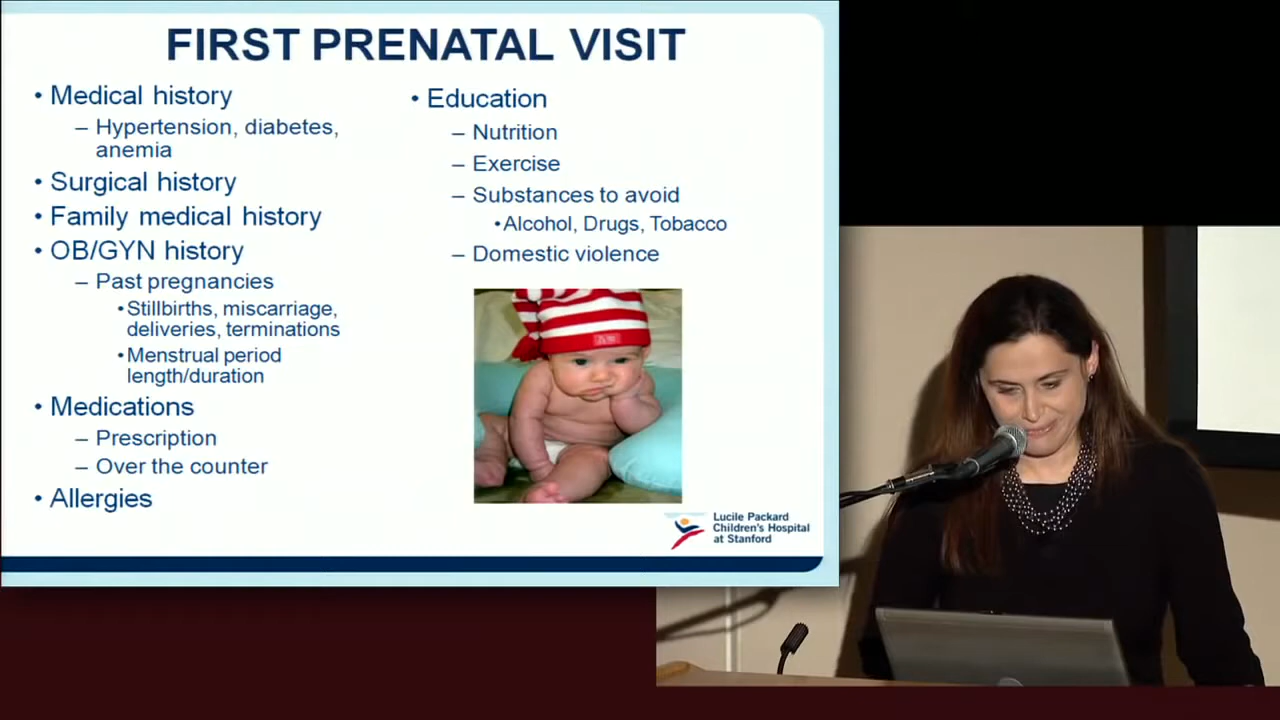 FIRST PRENATAL VISIT
• Medical history
– Hypertension, diabetes,
anemia
• Surgical history
• Family medical history
• OB/GYN history
– Past pregnancies
• Stillbirths, miscarriage,
deliveries, terminations
• Menstrual period
length/duration
• Medications
– Prescription
– Over the counter
• Allergies
• Education
– Nutrition
– Exercise
– Substances to avoid
• Alcohol, Drugs, Tobacco
– Domestic violence
Lucile Packard
Children's Hospital
at Stanford